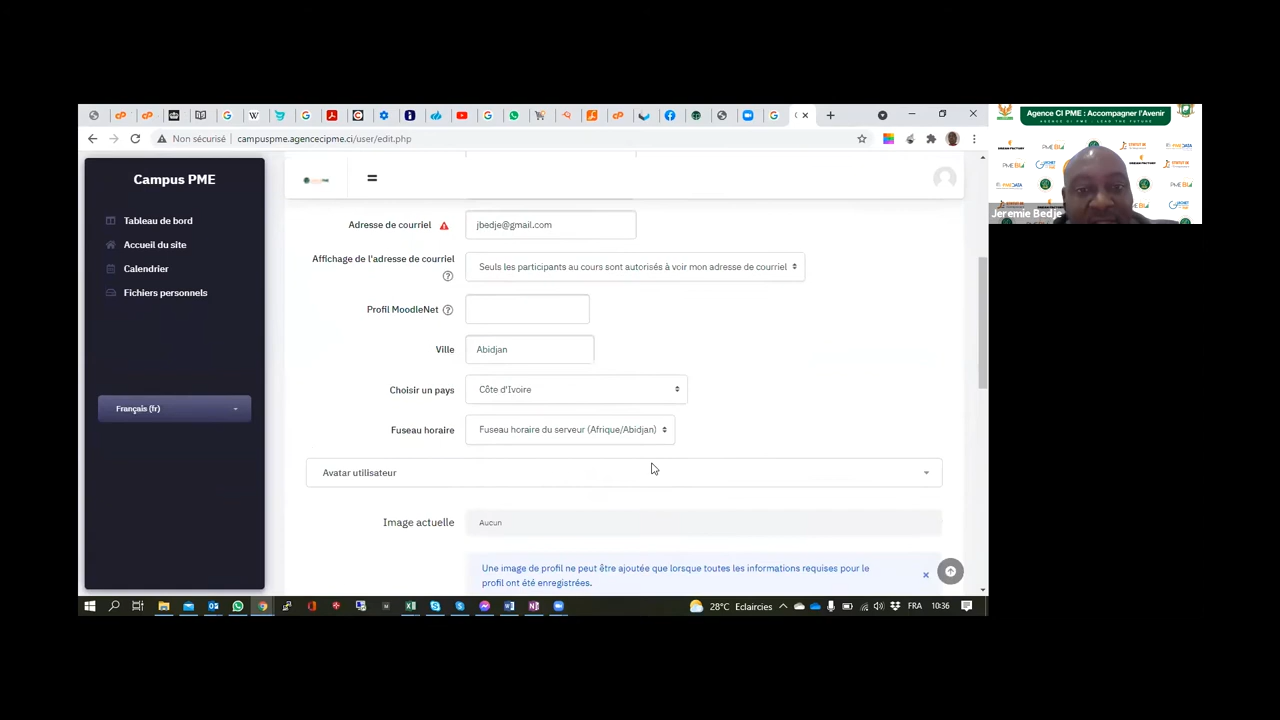 Non sécurisé
campuspme.agencecipme.ci/user/edit.php
Campus PME
Tableau de bord
Accueil du site
Calendrier
Fichiers personnels
Français (fr)
Adresse de courriel
jbedje@gmail.com
Affichage de l'adresse de courriel
Seuls les participants au cours sont autorisés à voir mon adresse de courriel
Profil MoodleNet
Ville
Abidjan
Choisir un pays
Côte d'Ivoire
Fuseau horaire
Fuseau horaire du serveur (Afrique/Abidjan)
Avatar utilisateur
Image actuelle
Aucun
Une image de profil ne peut être ajoutée que lorsque toutes les informations requises pour le
profil ont été enregistrées.
28°C Eclaircies
FRA
10:36
Agence CI PME : Accompagner l'Avenir
Jeremie Bedje